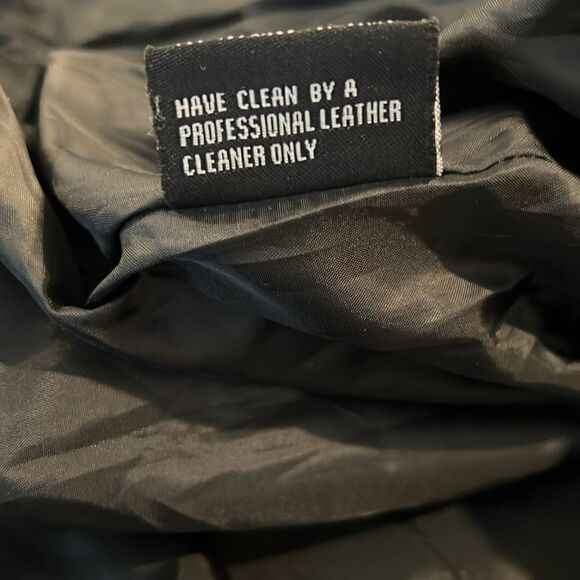 HAVE CLEAN BY A
PROFESSIONAL LEATHER
CLEANER ONLY